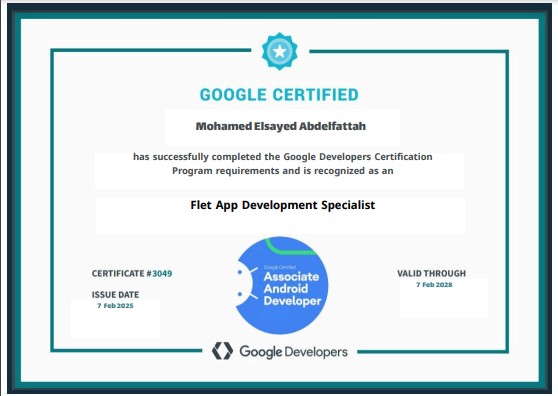 GOOGLE CERTIFIED
Mohamed Elsayed Abdelfattah
has successfully completed the Google Developers Certification
Program requirements and is recognized as an
Flet App Development Specialist
Google Certified
Associate
Android
Developer
CERTIFICATE #3049
ISSUE DATE
7 Feb 2025
VALID THROUGH
7 Feb 2028
Google Developers